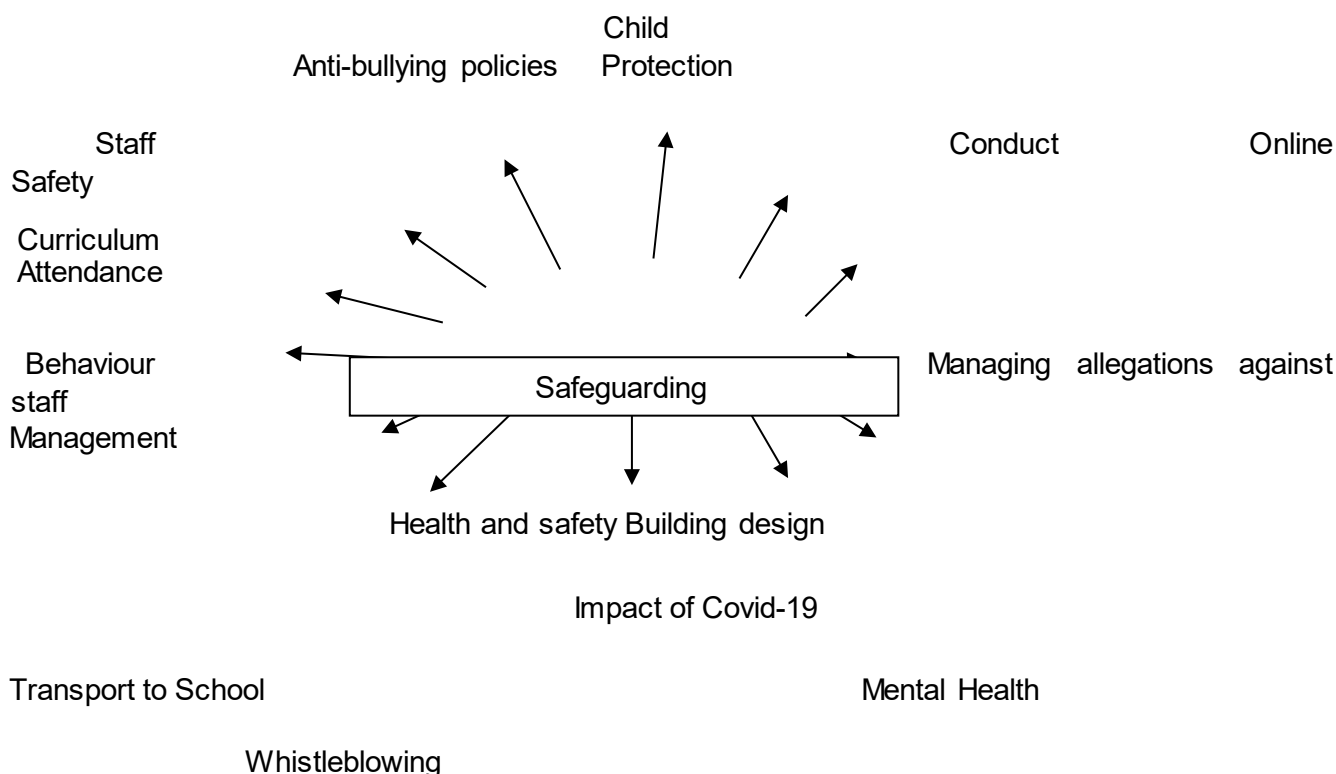 Child
Anti-bullying policies Protection
Staff Conduct Online
Safety
Curriculum
Attendance
Behaviour Managing allegations against
staff
Safeguarding
Management
Health and safety Building design
Impact of Covid-19
Transport to School Mental Health
Whistleblowing